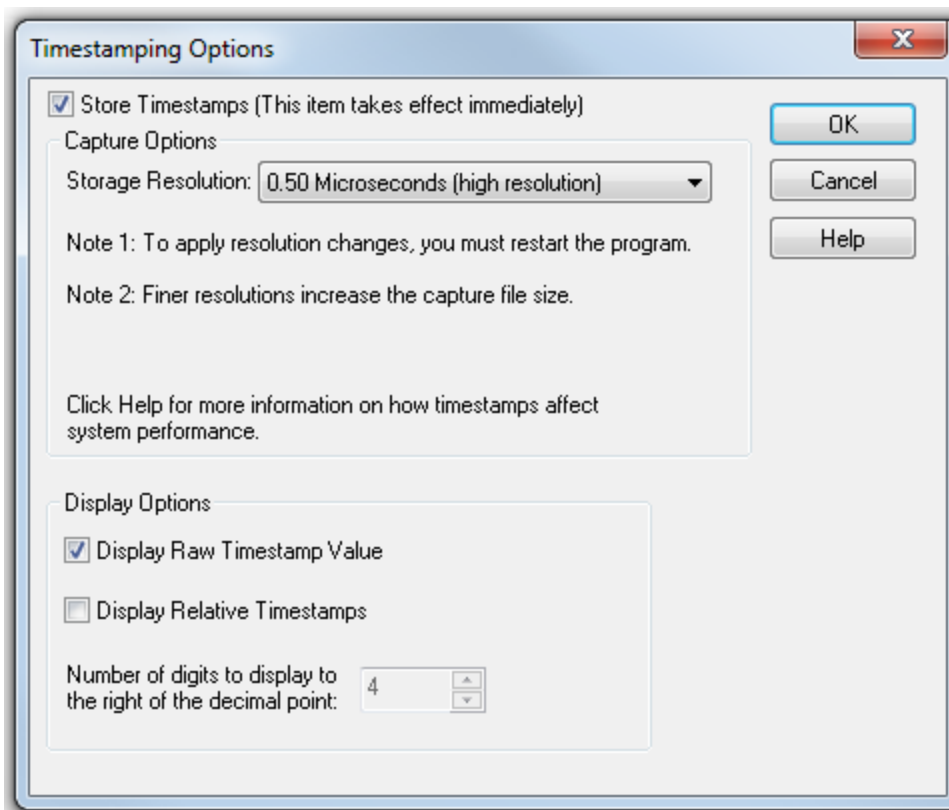 Timestamping Options
Store Timestamps (This item takes effect immediately)
OK
Capture Options
Storage Resolution: 0.50 Microseconds (high resolution)
Cancel
Note 1: To apply resolution changes, you must restart the program.
Help
Note 2: Finer resolutions increase the capture file size.
Click Help for more information on how timestamps affect
system performance.
Display Options
Display Raw Timestamp Value
Display Relative Timestamps
Number of digits to display to
the right of the decimal point: 4